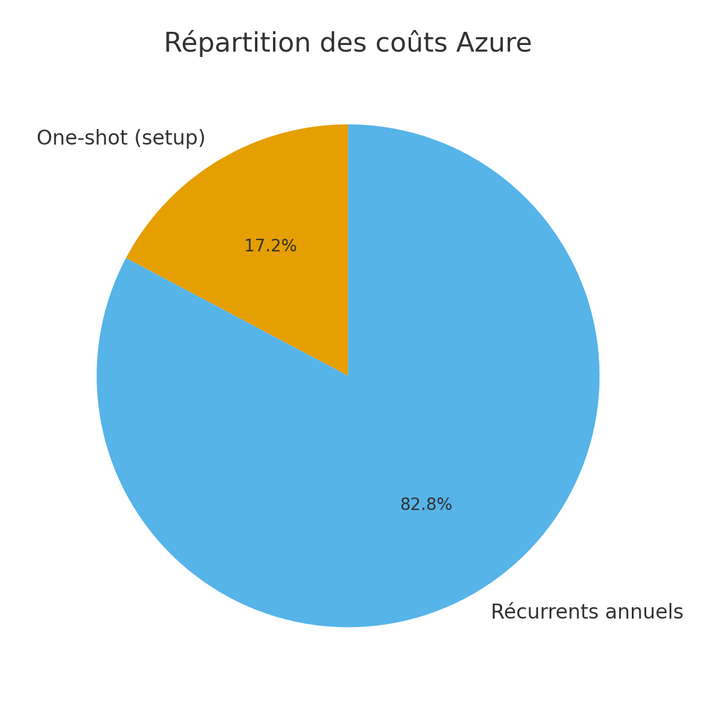 Répartition des coûts Azure
One-shot (setup)
17.2%
82.8%
Récurrents annuels